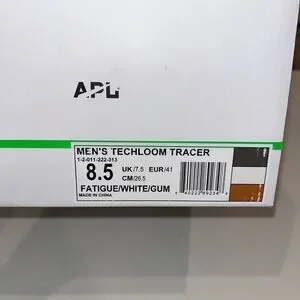 APL
MEN'S TECHLOOM TRACER
1-2-011-222-313
8.5 UK/7.5 EUR/41
CM/26.5
FATIGUE/WHITE/GUM
MADE IN CHINA